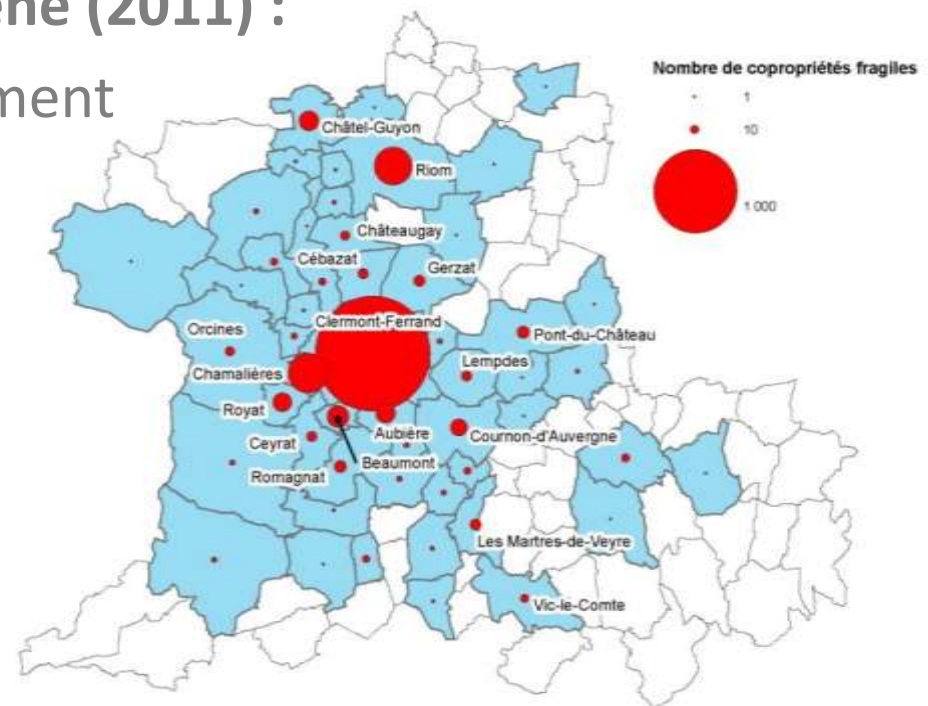 ène (2011) :
ment
Nombre de copropriétés fragiles
1
10
1 000
Châtel-Guyon
Riom
Châteaugay
Cébazat
Gerzat
Clermont-Ferrand
Orcines
Pont-du-Château
Lempdes
Chamalières
Royat
Aubière
Cournon-d'Auvergne
Ceyrat
Beaumont
Romagnat
Les Martres-de-Veyre
Vic-le-Comte